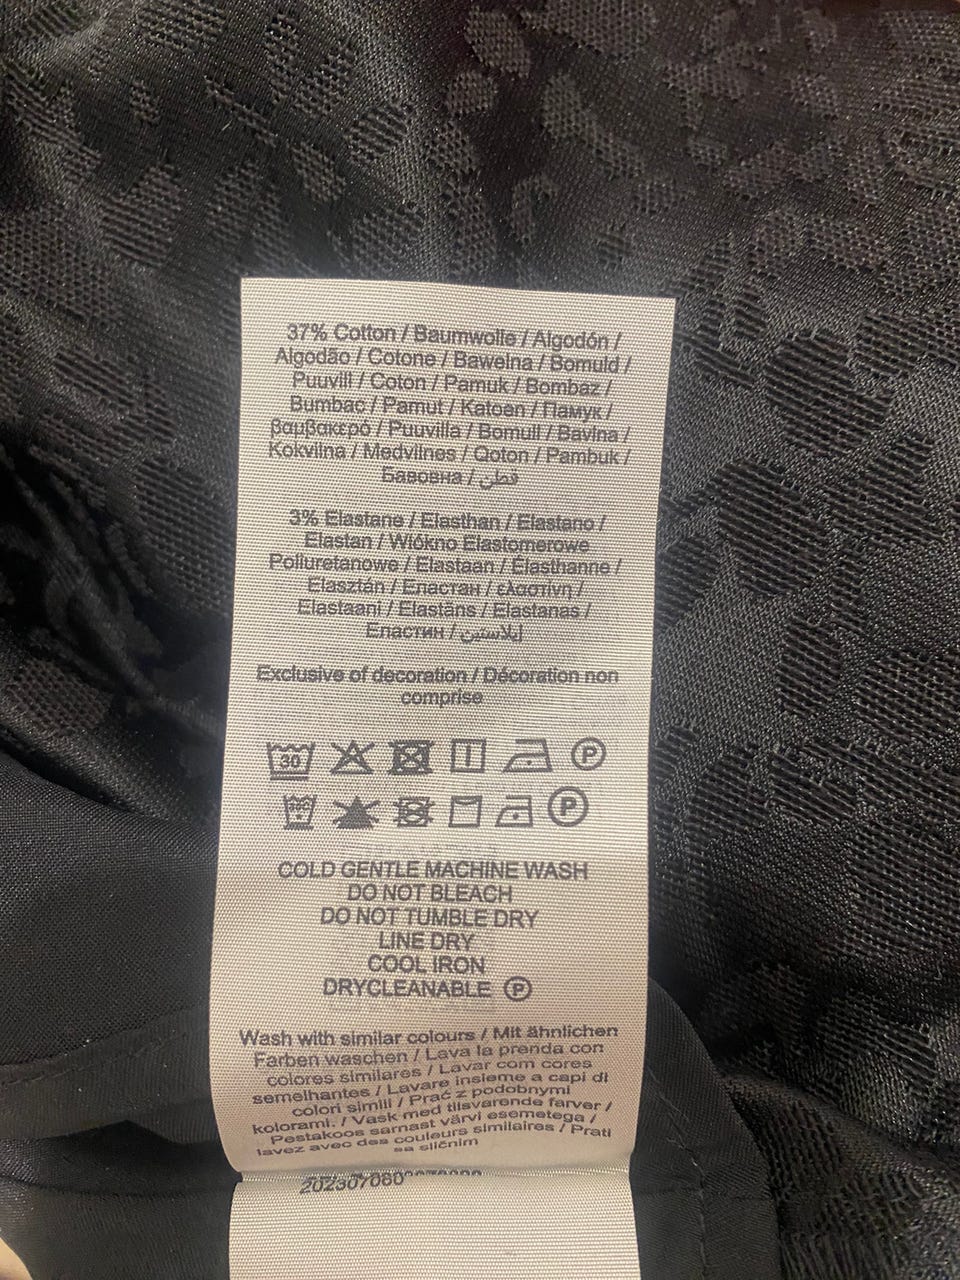 37% Cotton / Baumwolle / Algodón /
Algodão / Cotone / Bawełna / Bomuld /
Puuvill / Coton / Pamuk / Bombaz /
Bumbac / Pamut / Katoen / Памук /
βαμβακερό / Puuvilla / Bomull / Bavlna /
Kokvilna / Medvilnės / Qoton / Pambuk /
Бавовна / قطن
3% Elastane / Elasthan / Elastano /
Elastan / Włókno Elastomerowe
Poliuretanowe / Elastaan / Élasthanne /
Elasztán / Еластан / ελαστίνη /
Elastaani / Elastāns / Elastanas /
Еластин / إيلاستين
Exclusive of decoration / Décoration non
comprise
30 P
P
COLD GENTLE MACHINE WASH
DO NOT BLEACH
DO NOT TUMBLE DRY
LINE DRY
COOL IRON
DRYCLEANABLE P
Wash with similar colours / Mit ähnlichen
Farben waschen / Lava la prenda con
colores similares / Lavar com cores
semelhantes / Lavare insieme a capi di
colori simili / Prać z podobnymi
kolorami. / Vask med tilsvarende farver /
Pestakoos sarnast värvi esemetega /
lavez avec des couleurs similaires / Prati
sa sličnim